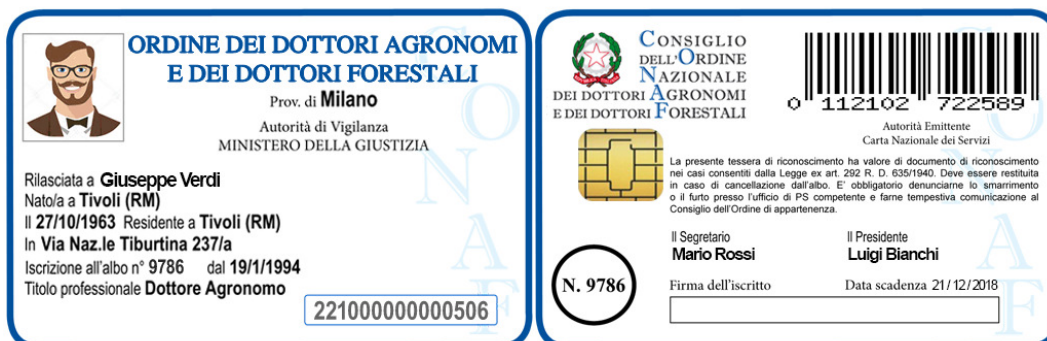 ORDINE DEI DOTTORI AGRONOMI
E DEI DOTTORI FORESTALI
Prov. di Milano
Autorità di Vigilanza
MINISTERO DELLA GIUSTIZIA
Rilasciata a Giuseppe Verdi
Nato/a a Tivoli (RM)
Il 27/10/1963 Residente a Tivoli (RM)
In Via Naz.le Tiburtina 237/a
Iscrizione all'albo n° 9786 dal 19/1/1994
Titolo professionale Dottore Agronomo
221000000000506
CONAF
CONSIGLIO
DELL'ORDINE
NAZIONALE
DEI DOTTORI AGRONOMI
E DEI DOTTORI FORESTALI
0 112102 722589
Autorità Emittente
Carta Nazionale dei Servizi
La presente tessera di riconoscimento ha valore di documento di riconoscimento
nei casi consentiti dalla Legge ex art. 292 R. D. 635/1940. Deve essere restituita
in caso di cancellazione dall'albo. E' obbligatorio denunciarne lo smarrimento
o il furto presso l'ufficio di PS competente e farne tempestiva comunicazione al
Consiglio dell'Ordine di appartenenza.
Il Segretario Il Presidente
Mario Rossi Luigi Bianchi
N. 9786
Firma dell'iscritto Data scadenza 21/12/2018
CONAF